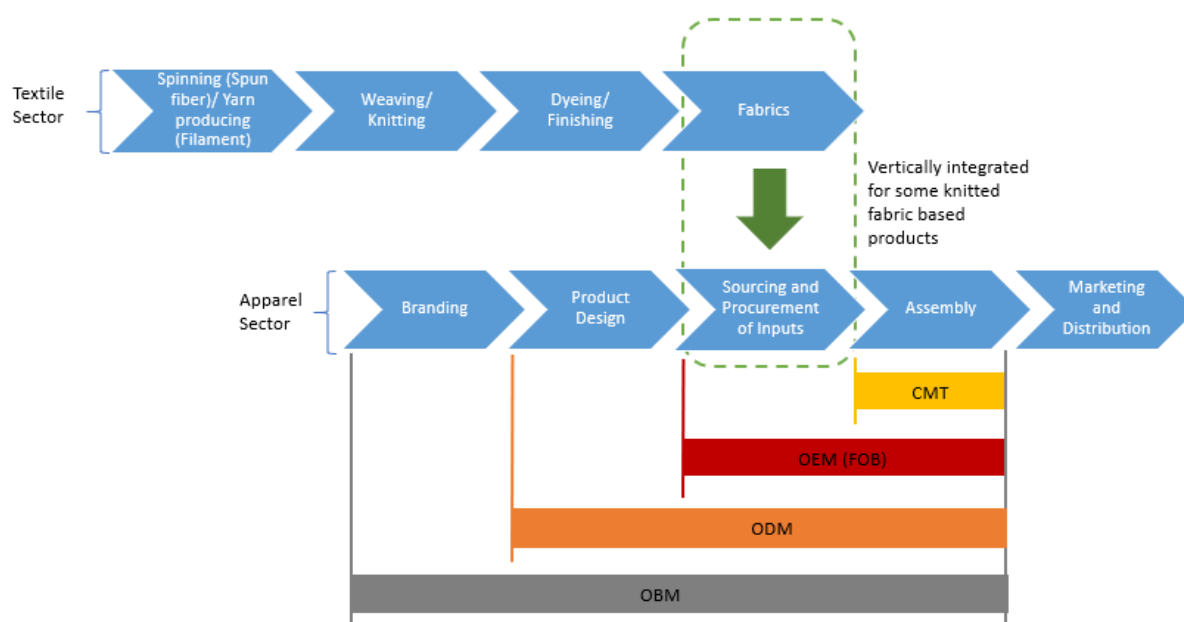 Textile
Sector
Spinning (Spun
fiber)/ Yarn
producing
(Filament)
Weaving/
Knitting
Dyeing/
Finishing
Fabrics
Vertically integrated
for some knitted
fabric based
products
Apparel
Sector
Branding
Product
Design
Sourcing and
Procurement
of Inputs
Assembly
Marketing
and
Distribution
CMT
OEM (FOB)
ODM
OBM